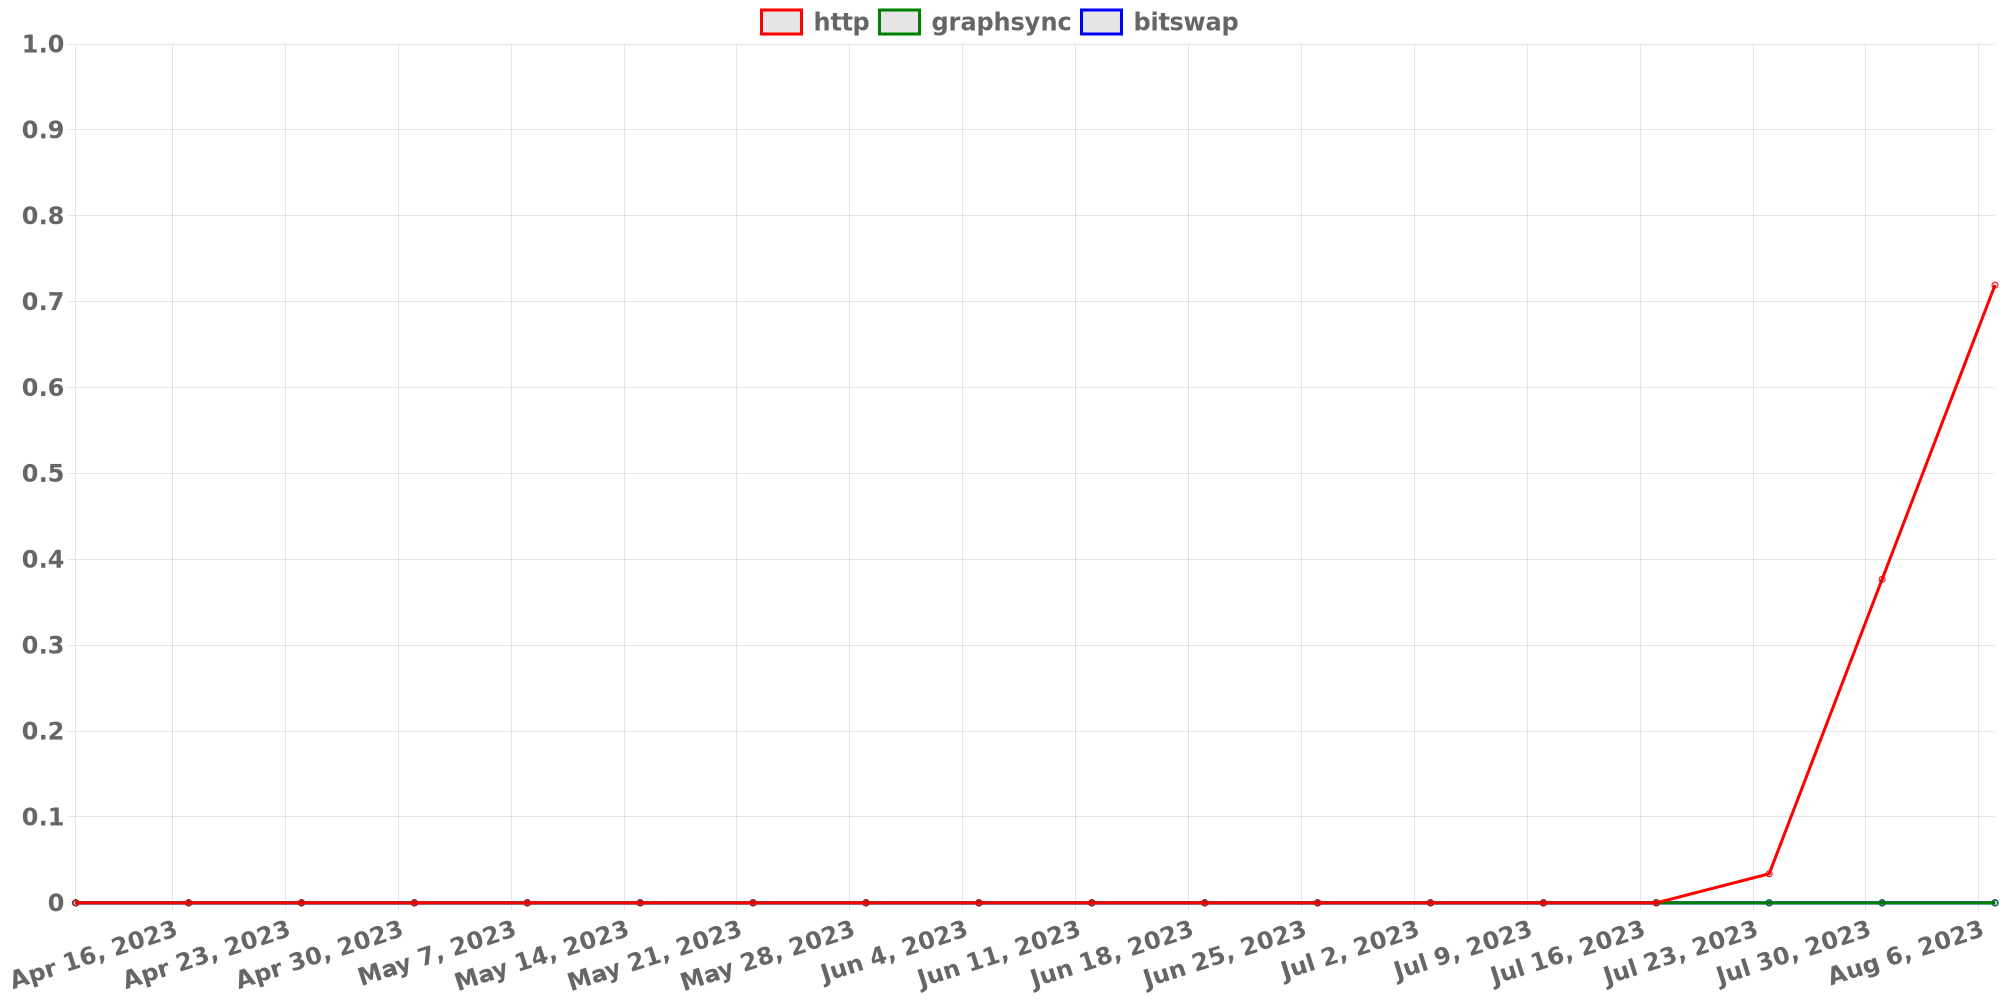 http graphsync bitswap
1.0
0.9
0.8
0.7
0.6
0.5
0.4
0.3
0.2
0.1
0
Apr 16, 2023
Apr 23, 2023
Apr 30, 2023
May 7, 2023
May 14, 2023
May 21, 2023
May 28, 2023
Jun 4, 2023
Jun 11, 2023
Jun 18, 2023
Jun 25, 2023
Jul 2, 2023
Jul 9, 2023
Jul 16, 2023
Jul 23, 2023
Jul 30, 2023
Aug 6, 2023